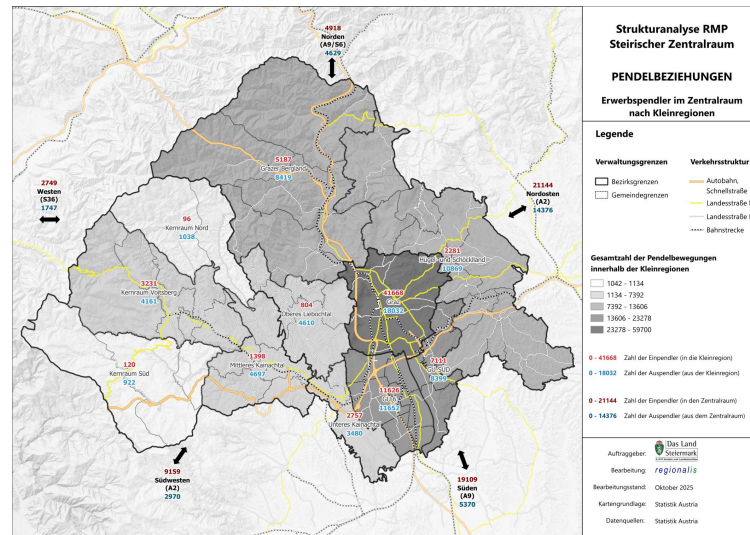 Strukturanalyse RMP
Steirischer Zentralraum
PENDELBEZIEHUNGEN
Erwerbspendler im Zentralraum
nach Kleinregionen
Legende
Verwaltungsgrenzen
Bezirksgrenzen
Gemeindegrenzen
Verkehrsstruktur
Autobahn,
Schnellstraße
Landesstraße
Landesstraße
Bahnstrecke
Gesamtzahl der Pendelbewegungen
innerhalb der Kleinregionen
1042 - 1134
1134 - 7392
7392 - 13606
13606 - 23278
23278 - 59700
0 - 41668 Zahl der Einpendler (in die Kleinregion)
0 - 18032 Zahl der Auspendler (aus der Kleinregion)
0 - 21144 Zahl der Einpendler (in den Zentralraum)
0 - 14376 Zahl der Auspendler (aus dem Zentralraum)
Auftraggeber: Das Land
Steiermark
Bearbeitung: regionalis
Bearbeitungsstand: Oktober 2025
Kartengrundlage: Statistik Austria
Datenquellen: Statistik Austria
4918
Norden
(A9/S6)
4629
2749
Westen
(S36)
1747
21144
Nordosten
(A2)
14376
9159
Südwesten
(A2)
2970
19109
Süden
(A9)
5370
5187
Grazer Bergland
8419
96
Kernraum Nord
1038
3231
Kernraum Voitsberg
4161
120
Kernraum Süd
922
804
Oberes Liebochtal
4610
1398
Mittleres Kainachtal
4697
2757
Unteres Kainachtal
3480
41668
Graz
18032
2281
Hügel- und Schöcklland
10869
7111
GU-Süd
8399
11626
11652